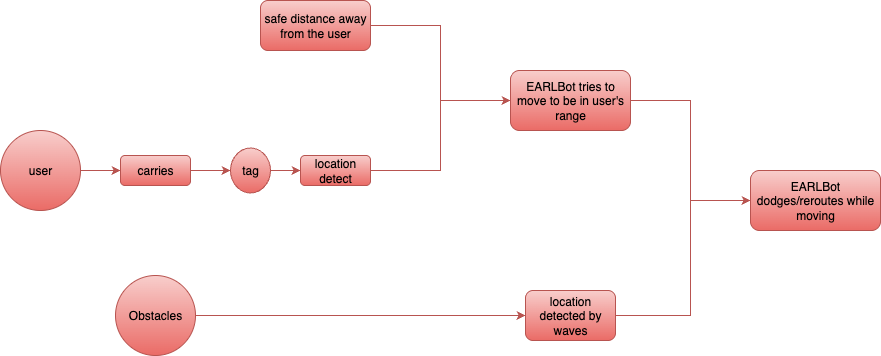 safe distance away
from the user
EARLBot tries to
move to be in user's
range
user
carries
tag
location
detect
EARLBot
dodges/reroutes while
moving
Obstacles
location
detected by
waves